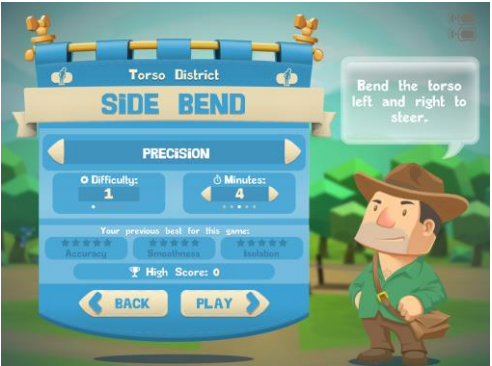 Torso District
SIDE BEND
PRECISION
Difficulty:
1
Minutes:
4
Your previous best for this game:
Accuracy
Smoothness
Isolation
High Score: 0
BACK
PLAY
Bend the torso
left and right to
steer.